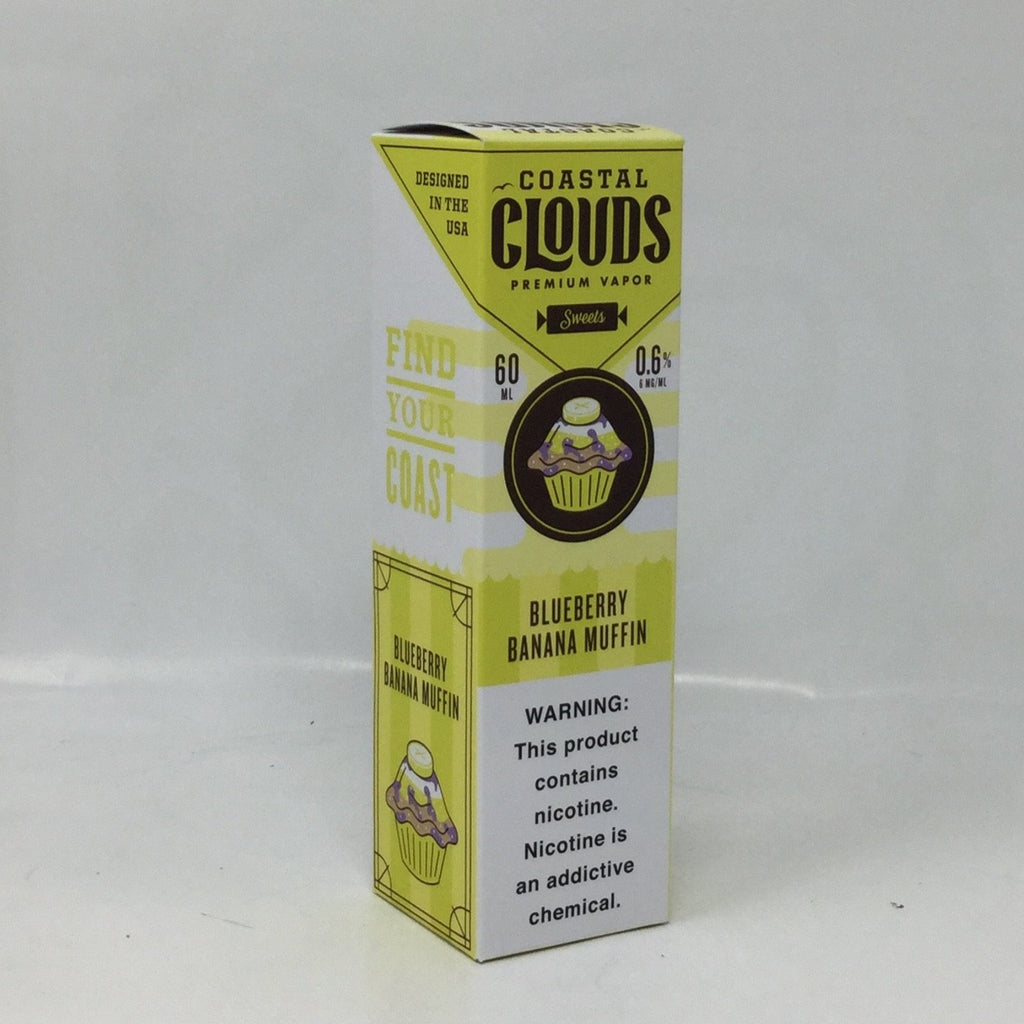 COASTAL
DESIGNED
IN THE
USA
COASTAL
CLOUDS
PREMIUM VAPOR
Sweets
60
ML
0.6%
6 MG/ML
FIND
YOUR
COAST
BLUEBERRY
BANANA MUFFIN
BLUEBERRY
BANANA MUFFIN
WARNING:
This product
contains
nicotine.
Nicotine is
an addictive
chemical.